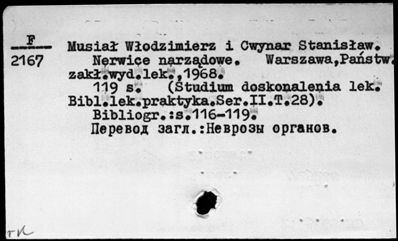 F
2167
Musiał Włodzimierz i Cwynar Stanisław.
Nerwice narządowe. Warszawa,Państw.
zakł.wyd.lek.,1968.
119 s. (Studium doskonalenia lek.
Bibl.lek.praktyka.Ser.II.T.28).
Bibliogr.:s.116-119.
Перевод загл.:Неврозы органов.